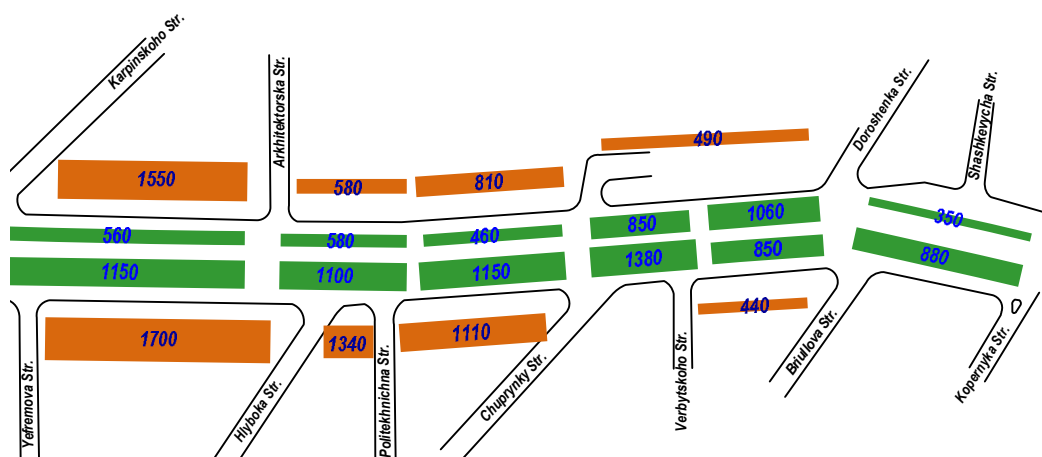 Karpinskoho Str.
Arkhitektorska Str.
Doroshenka Str.
Shashkevycha Str.
490
1550
580
810
350
560
580
460
850
1060
1150
1100
1150
1380
850
880
1700
1340
1110
440
Yefremova Str.
Hlyboka Str.
Politekhnichna Str.
Chuprynky Str.
Verbytskoho Str.
Briullova Str.
Kopernyka Str.